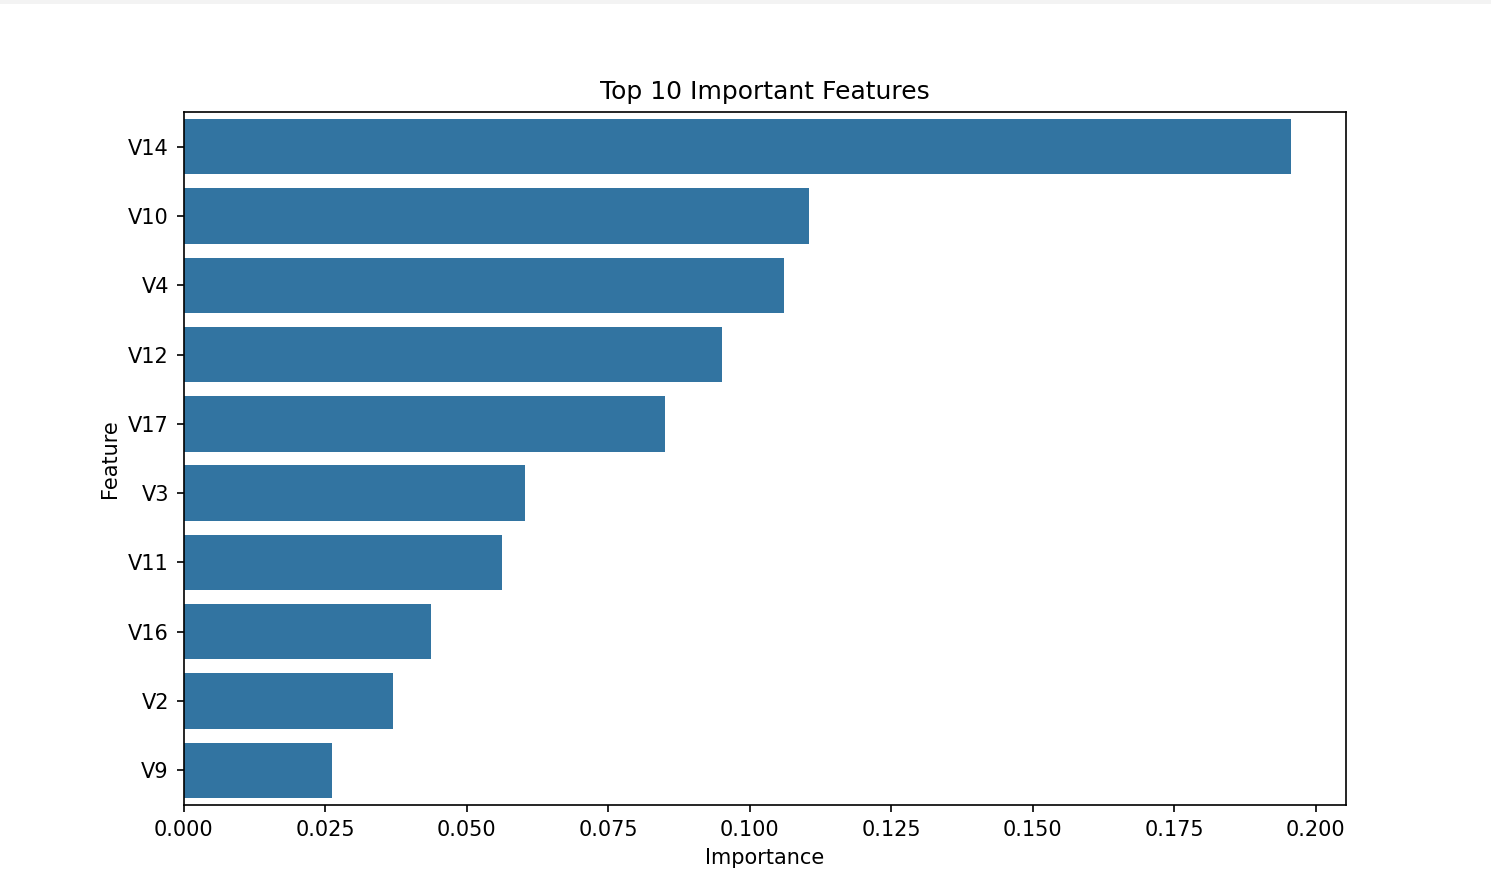 Top 10 Important Features
Feature
V14
V10
V4
V12
V17
V3
V11
V16
V2
V9
0.000 0.025 0.050 0.075 0.100 0.125 0.150 0.175 0.200
Importance